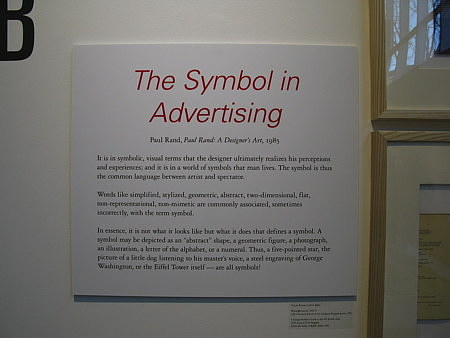 B
The Symbol in
Advertising
Paul Rand, Paul Rand: A Designer's Art, 1985
It is in symbolic, visual terms that the designer ultimately realizes his perceptions
and experiences; and it is in a world of symbols that man lives. The symbol is thus
the common language between artist and spectator.
Words like simplified, stylized, geometric, abstract, two-dimensional, flat,
non-representational, non-mimetic are commonly associated, sometimes
incorrectly, with the term symbol.
In essence, it is not what it looks like but what it does that defines a symbol. A
symbol may be depicted as an "abstract" shape, a geometric figure, a photograph,
an illustration, a letter of the alphabet, or a numeral. Thus, a five-pointed star, the
picture of a little dog listening to his master's voice, a steel engraving of George
Washington, or the Eiffel Tower itself — are all symbols!